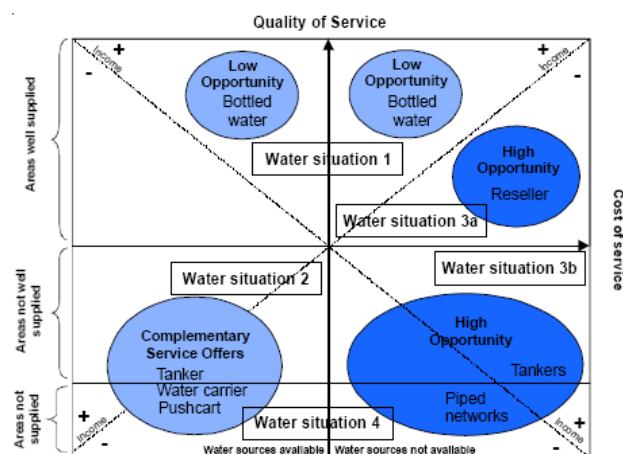 Quality of Service
Income
+
-
Low
Opportunity
Bottled
water
Low
Opportunity
Bottled
water
+
Income
-
Areas well supplied
Water situation 1
High
Opportunity
Reseller
Water situation 3a
Cost of service
Water situation 2
Water situation 3b
Areas not well
supplied
Complementary
Service Offers
Tanker
Water carrier
Pushcart
High
Opportunity
Tankers
Piped
networks
Areas not
supplied
+
Income
-
Water situation 4
Income
+
-
Water sources available
Water sources not available